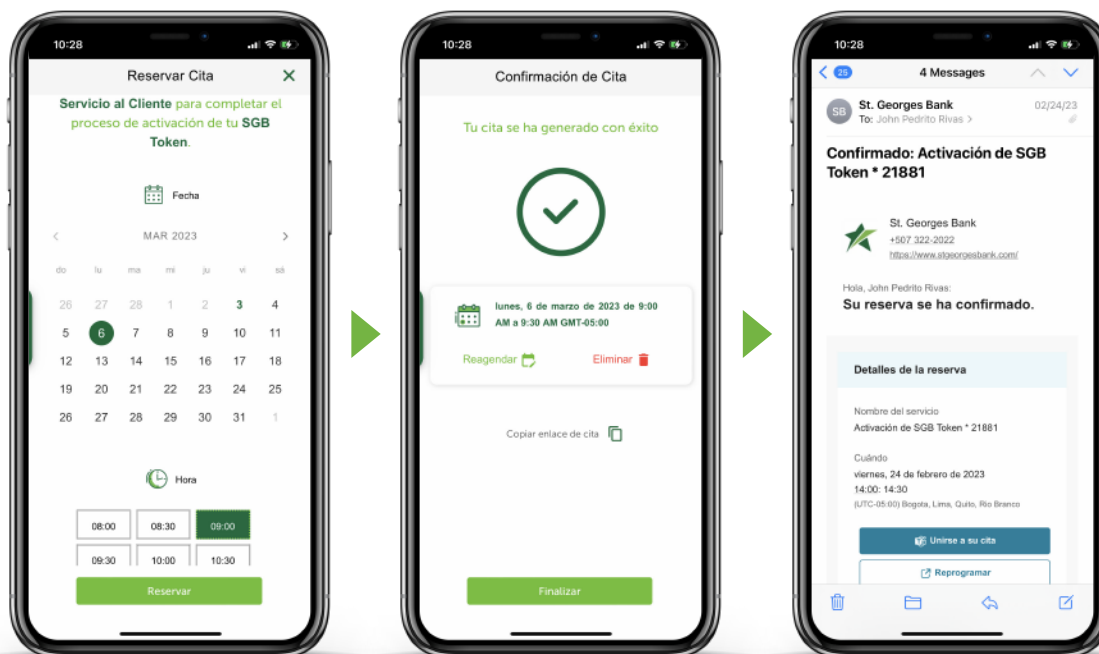 10:28
Reservar Cita
Servicio al Cliente para completar el
proceso de activación de tu SGB
Token.
Fecha
MAR 2023
do lu ma mi ju vi sá
26 27 28 1 2 3 4
5 6 7 8 9 10 11
12 13 14 15 16 17 18
19 20 21 22 23 24 25
26 27 28 29 30 31 1
Hora
08:00 08:30 09:00
09:30 10:00 10:30
Reservar
10:28
Confirmación de Cita
Tu cita se ha generado con éxito
lunes, 6 de marzo de 2023 de 9:00
AM a 9:30 AM GMT-05:00
Reagendar Eliminar
Copiar enlace de cita
Finalizar
10:28
25 4 Messages
SB St. Georges Bank 02/24/23
To: John Pedrito Rivas >
Confirmado: Activación de SGB
Token * 21881
St. Georges Bank
+507 322-2022
https://www.stgeorgesbank.com/
Hola, John Pedrito Rivas:
Su reserva se ha confirmado.
Detalles de la reserva
Nombre del servicio
Activación de SGB Token * 21881
Cuándo
viernes, 24 de febrero de 2023
14:00: 14:30
(UTC-05:00) Bogota, Lima, Quito, Rio Branco
Unirse a su cita
Reprogramar